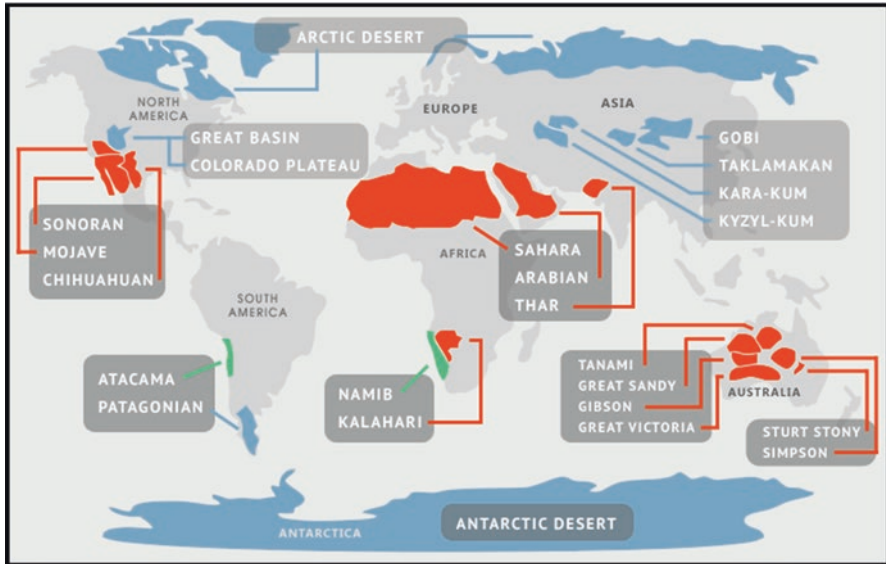 ARCTIC DESERT
NORTH
AMERICA
EUROPE
ASIA
GREAT BASIN
COLORADO PLATEAU
GOBI
TAKLAMAKAN
KARA-KUM
KYZYL-KUM
SONORAN
MOJAVE
CHIHUAHUAN
AFRICA
SAHARA
ARABIAN
THAR
SOUTH
AMERICA
ATACAMA
PATAGONIAN
NAMIB
KALAHARI
TANAMI
GREAT SANDY
GIBSON
GREAT VICTORIA
AUSTRALIA
STURT STONY
SIMPSON
ANTARCTICA
ANTARCTIC DESERT